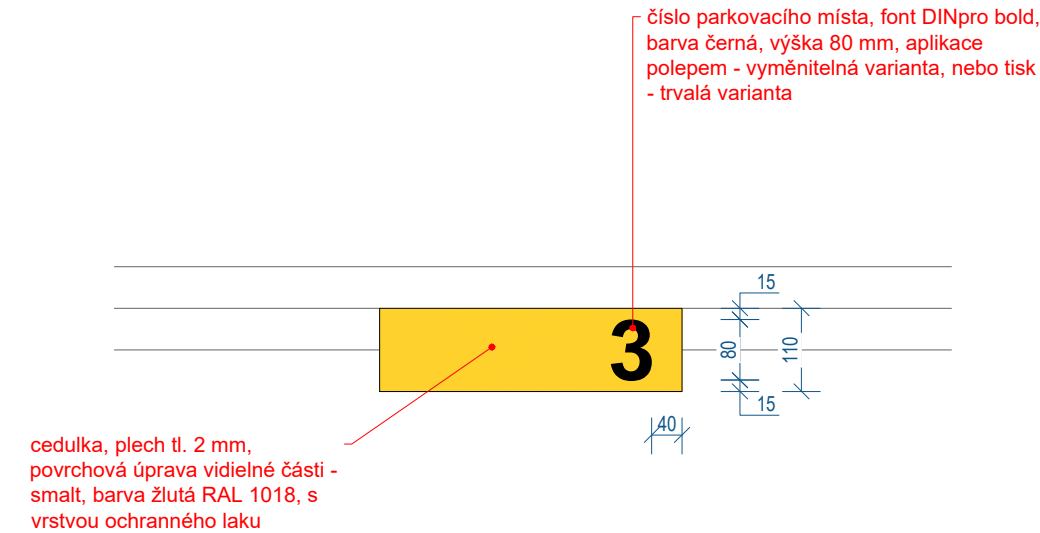 číslo parkovacího místa, font DINpro bold,
barva černá, výška 80 mm, aplikace
polepem - vyměnitelná varianta, nebo tisk
- trvalá varianta
15
3
80
110
15
40
cedulka, plech tl. 2 mm,
povrchová úprava vidielné části -
smalt, barva žlutá RAL 1018, s
vrstvou ochranného laku